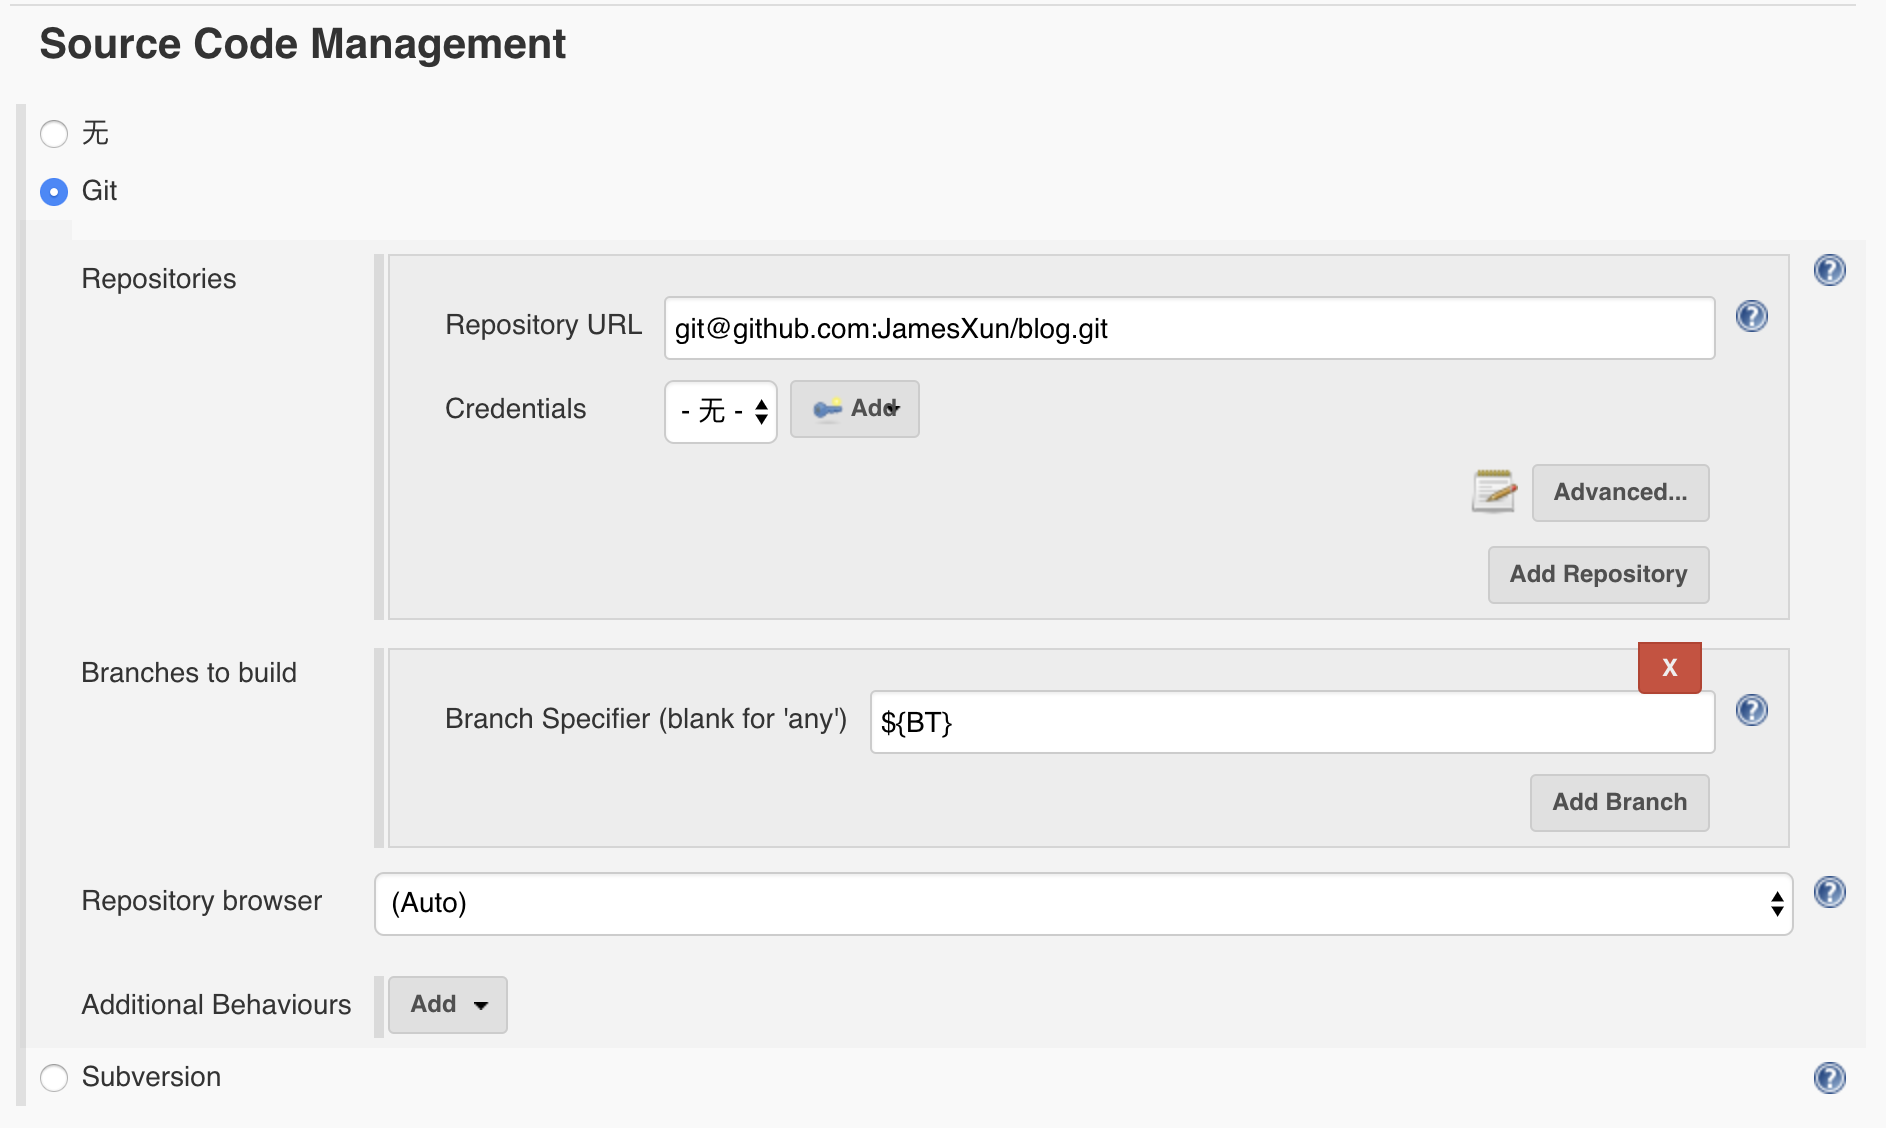 Source Code Management
无
Git
Repositories
Repository URL git@github.com:JamesXun/blog.git
Credentials - 无 - Add
Advanced...
Add Repository
Branches to build
X
Branch Specifier (blank for 'any') ${BT}
Add Branch
Repository browser (Auto)
Additional Behaviours Add
Subversion